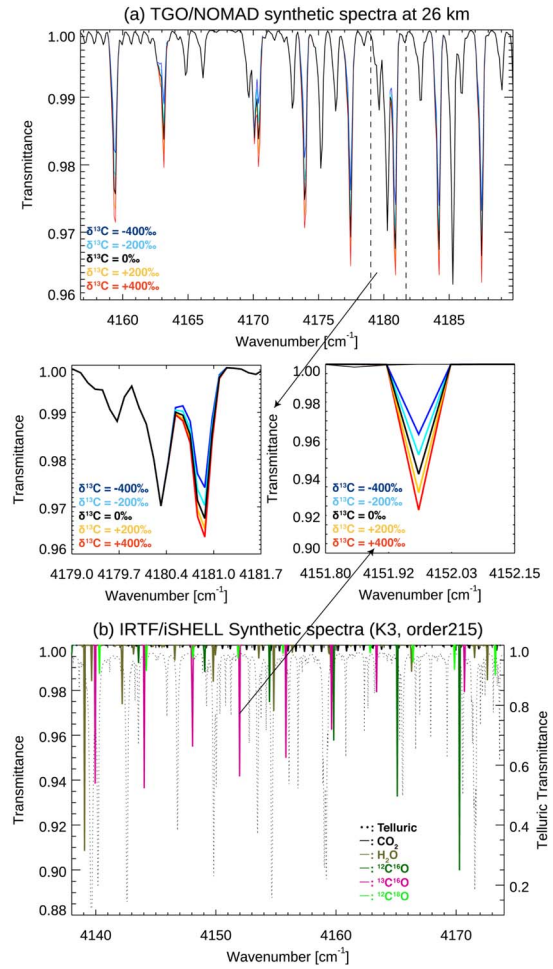 (a) TGO/NOMAD synthetic spectra at 26 km
1.00
0.99
0.98
0.97
0.96
Transmittance
δ¹³C = -400‰
δ¹³C = -200‰
δ¹³C = 0‰
δ¹³C = +200‰
δ¹³C = +400‰
4160 4165 4170 4175 4180 4185
Wavenumber [cm⁻¹]
1.00
0.99
0.98
0.97
0.96
Transmittance
δ¹³C = -400‰
δ¹³C = -200‰
δ¹³C = 0‰
δ¹³C = +200‰
δ¹³C = +400‰
4179.0 4179.7 4180.4 4181.0 4181.7
Wavenumber [cm⁻¹]
1.00
0.98
0.96
0.94
0.92
0.90
Transmittance
δ¹³C = -400‰
δ¹³C = -200‰
δ¹³C = 0‰
δ¹³C = +200‰
δ¹³C = +400‰
4151.80 4151.92 4152.03 4152.15
Wavenumber [cm⁻¹]
(b) IRTF/iSHELL Synthetic spectra (K3, order215)
1.00
0.98
0.96
0.94
0.92
0.90
0.88
Transmittance
1.0
0.8
0.6
0.4
0.2
Telluric Transmittance
: Telluric
: CO₂
: H₂O
: ¹²C¹⁶O
: ¹³C¹⁶O
: ¹²C¹⁸O
4140 4150 4160 4170
Wavenumber [cm⁻¹]